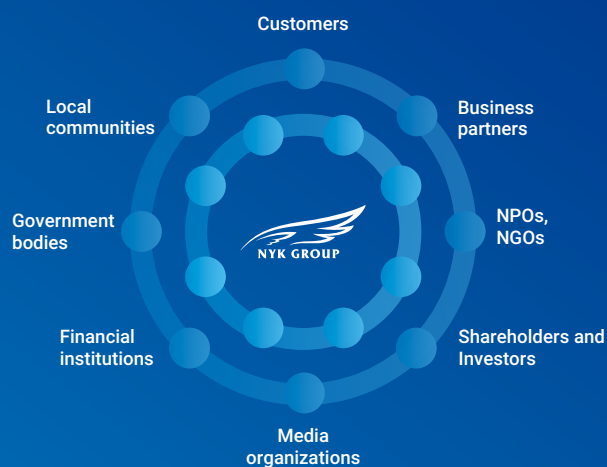 Customers
Local
communities
Business
partners
Government
bodies
NPOs,
NGOs
NYK GROUP
Financial
institutions
Shareholders and
Investors
Media
organizations